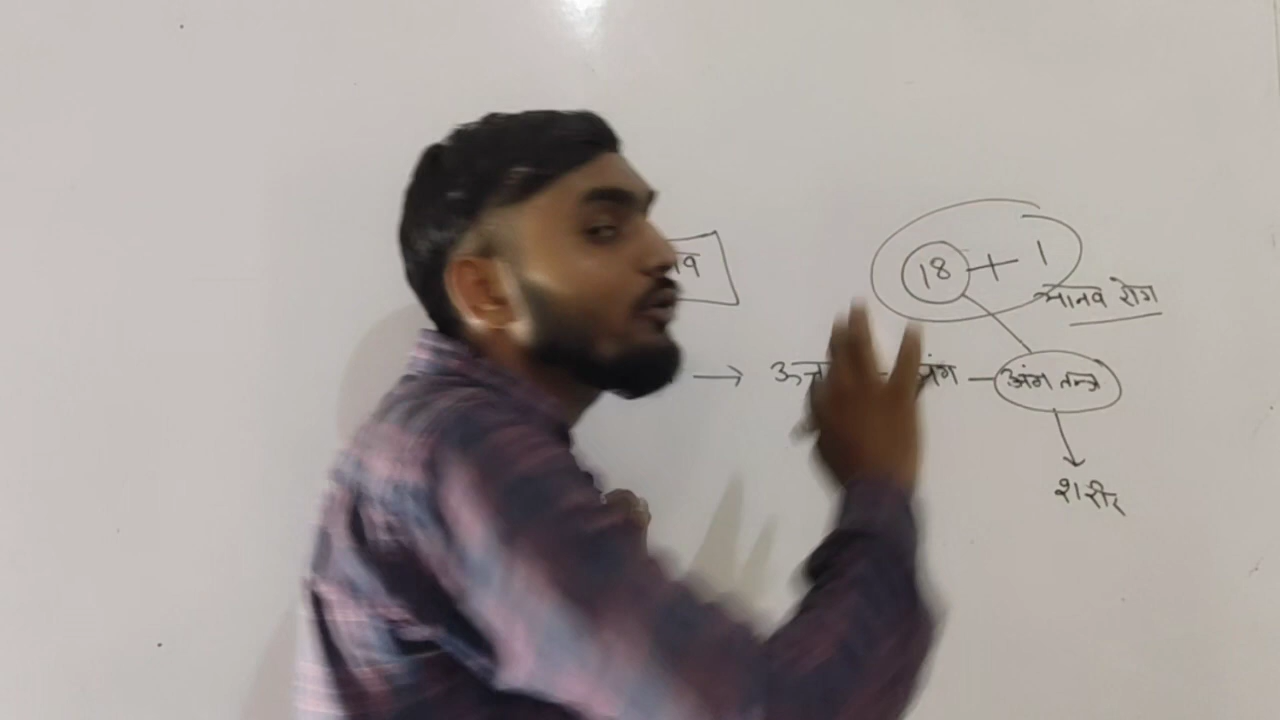 18 + 1
मानव रोग
→ अंग — अंग तन्त्र
↓
शरीर